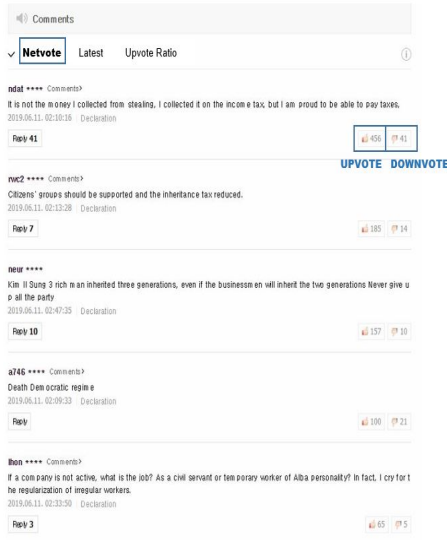 Comments
Netvote Latest Upvote Ratio
ndat **** Comments>
It is not the money I collected from stealing, I collected it on the income tax, but I am proud to be able to pay taxes,
2019.06.11. 02:10:16 Declaration
Reply 41 456 41
UPVOTE DOWNVOTE
rwc2 **** Comments>
Citizens' groups should be supported and the inheritance tax reduced.
2019.06.11. 02:13:28 Declaration
Reply 7 185 14
neur ****
Kim Il Sung 3 rich man inherited three generations, even if the businessmen will inherit the two generations Never give u
p all the party
2019.06.11. 02:47:35 Declaration
Reply 10 157 10
a746 **** Comments>
Death Democratic regime
2019.06.11. 02:09:33 Declaration
Reply 100 21
lhon **** Comments>
If a company is not active, what is the job? As a civil servant or temporary worker of Alba personality? In fact, I cry for t
he regularization of irregular workers.
2019.06.11. 02:33:50 Declaration
Reply 3 65 5